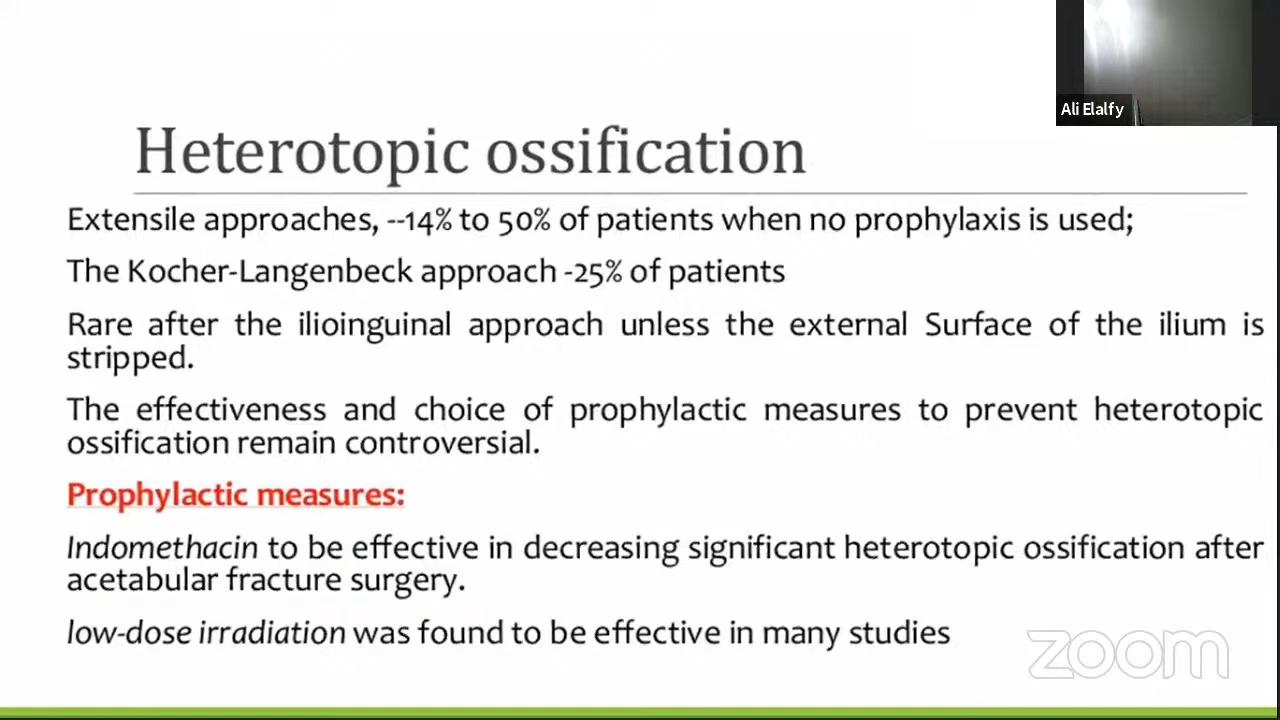 Ali Elalfy
Heterotopic ossification
Extensile approaches, --14% to 50% of patients when no prophylaxis is used;
The Kocher-Langenbeck approach -25% of patients
Rare after the ilioinguinal approach unless the external Surface of the ilium is
stripped.
The effectiveness and choice of prophylactic measures to prevent heterotopic
ossification remain controversial.
Prophylactic measures:
Indomethacin to be effective in decreasing significant heterotopic ossification after
acetabular fracture surgery.
low-dose irradiation was found to be effective in many studies
zoom